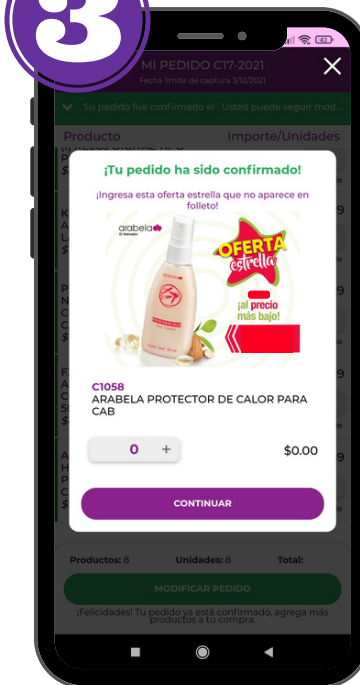 3
MI PEDIDO C17-2021
Fecha límite de captura 3/12/2021
Su pedido fue confirmado el . Usted puede seguir mod...
Producto Importe/Unidades
¡Tu pedido ha sido confirmado!
¡Ingresa esta oferta estrella que no aparece en
folleto!
arabela
El Salvador
OFERTA
estrella
¡al precio
más bajo!
C1058
ARABELA PROTECTOR DE CALOR PARA
CAB
0 + $0.00
CONTINUAR
Productos: 8 Unidades: 8 Total:
MODIFICAR PEDIDO
¡Felicidades! Tu pedido ya está confirmado, agrega más
productos a tu compra.